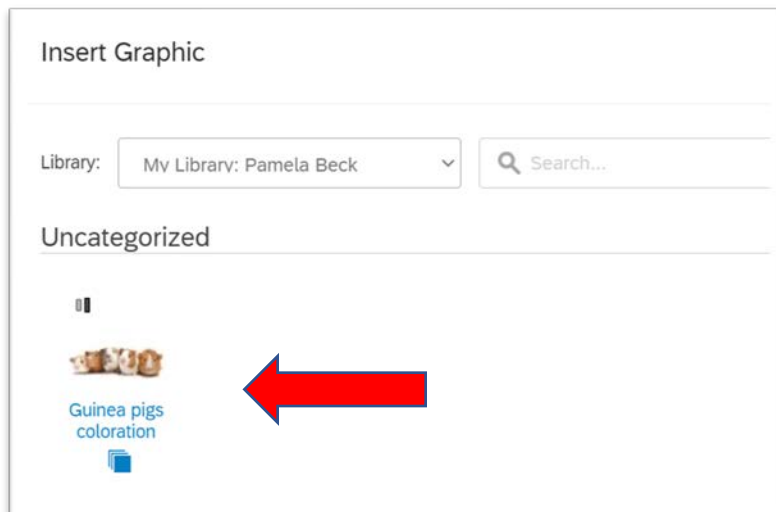 Insert Graphic
Library: My Library: Pamela Beck Search...
Uncategorized
Guinea pigs
coloration